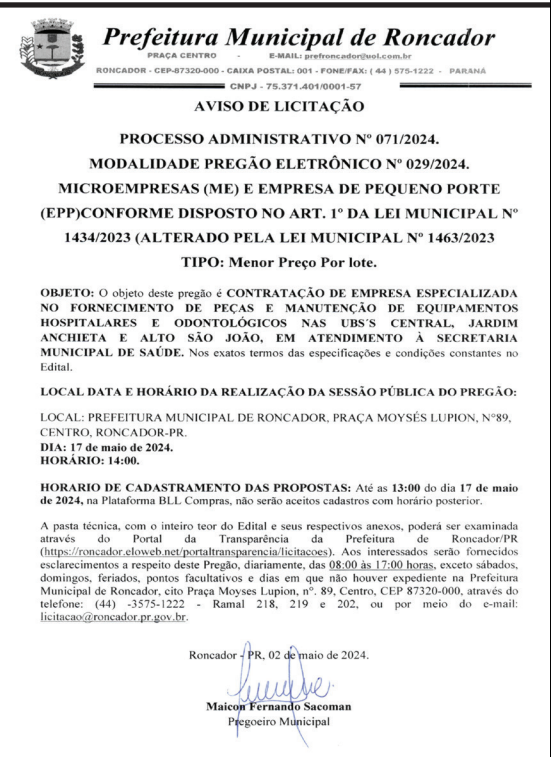 Prefeitura Municipal de Roncador
PRAÇA CENTRO - E-MAIL: prefroncador@uol.com.br
RONCADOR - CEP-87320-000 - CAIXA POSTAL: 001 - FONE/FAX: ( 44 ) 575-1222 - PARANÁ
CNPJ - 75.371.401/0001-57
AVISO DE LICITAÇÃO
PROCESSO ADMINISTRATIVO Nº 071/2024.
MODALIDADE PREGÃO ELETRÔNICO Nº 029/2024.
MICROEMPRESAS (ME) E EMPRESA DE PEQUENO PORTE
(EPP)CONFORME DISPOSTO NO ART. 1º DA LEI MUNICIPAL Nº
1434/2023 (ALTERADO PELA LEI MUNICIPAL Nº 1463/2023
TIPO: Menor Preço Por lote.
OBJETO: O objeto deste pregão é CONTRATAÇÃO DE EMPRESA ESPECIALIZADA
NO FORNECIMENTO DE PEÇAS E MANUTENÇÃO DE EQUIPAMENTOS
HOSPITALARES E ODONTOLÓGICOS NAS UBS´S CENTRAL, JARDIM
ANCHIETA E ALTO SÃO JOÃO, EM ATENDIMENTO À SECRETARIA
MUNICIPAL DE SAÚDE. Nos exatos termos das especificações e condições constantes no
Edital.
LOCAL DATA E HORÁRIO DA REALIZAÇÃO DA SESSÃO PÚBLICA DO PREGÃO:
LOCAL: PREFEITURA MUNICIPAL DE RONCADOR, PRAÇA MOYSÉS LUPION, N°89,
CENTRO, RONCADOR-PR.
DIA: 17 de maio de 2024.
HORÁRIO: 14:00.
HORARIO DE CADASTRAMENTO DAS PROPOSTAS: Até as 13:00 do dia 17 de maio
de 2024, na Plataforma BLL Compras, não serão aceitos cadastros com horário posterior.
A pasta técnica, com o inteiro teor do Edital e seus respectivos anexos, poderá ser examinada
através do Portal da Transparência da Prefeitura de Roncador/PR
(https://roncador.eloweb.net/portaltransparencia/licitacoes). Aos interessados serão fornecidos
esclarecimentos a respeito deste Pregão, diariamente, das 08:00 às 17:00 horas, exceto sábados,
domingos, feriados, pontos facultativos e dias em que não houver expediente na Prefeitura
Municipal de Roncador, cito Praça Moyses Lupion, nº. 89, Centro, CEP 87320-000, através do
telefone: (44) -3575-1222 - Ramal 218, 219 e 202, ou por meio do e-mail:
licitacao@roncador.pr.gov.br.
Roncador - PR, 02 de maio de 2024.
Maicon Fernando Sacoman
Pregoeiro Municipal